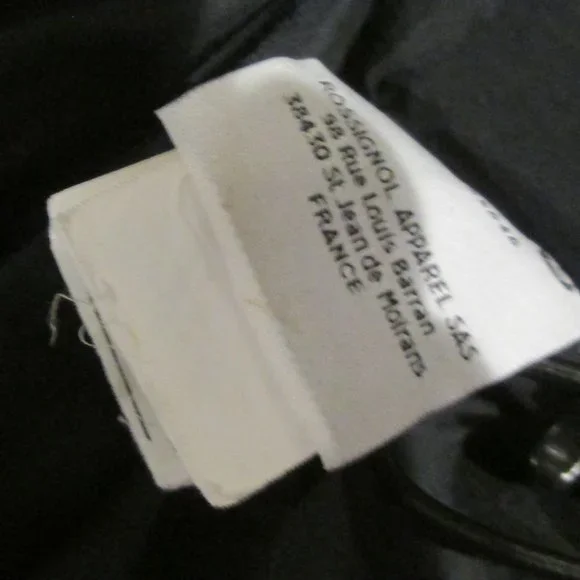 ROSSIGNOL APPAREL SAS
98 Rue Louis Barran
38430 St Jean de Moirans
FRANCE